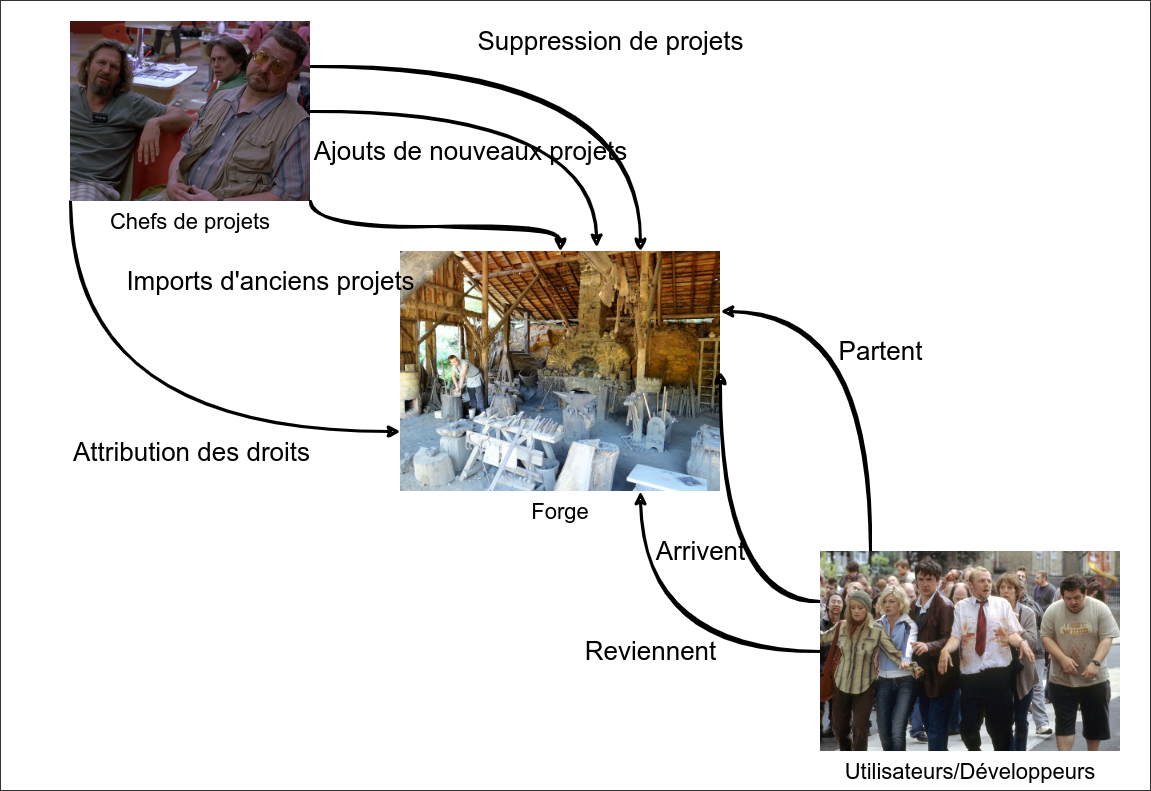 Suppression de projets
Ajouts de nouveaux projets
Chefs de projets
Imports d'anciens projets
Partent
Attribution des droits
Forge
Arrivent
Reviennent
Utilisateurs/Développeurs